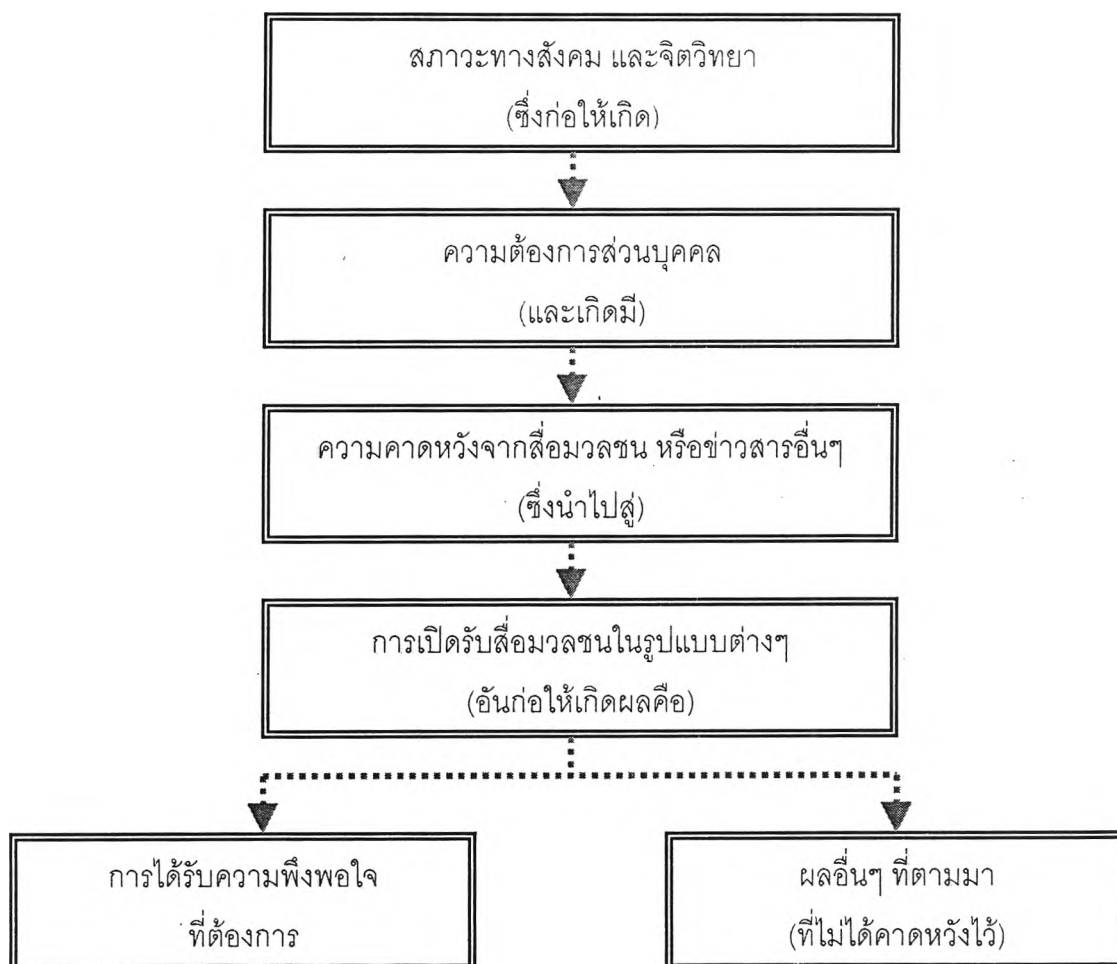 สภาวะทางสังคม และจิตวิทยา
(ซึ่งก่อให้เกิด)
ความต้องการส่วนบุคคล
(และเกิดมี)
ความคาดหวังจากสื่อมวลชน หรือข่าวสารอื่นๆ
(ซึ่งนำไปสู่)
การเปิดรับสื่อมวลชนในรูปแบบต่างๆ
(อันก่อให้เกิดผลคือ)
การได้รับความพึงพอใจ
ที่ต้องการ
ผลอื่นๆ ที่ตามมา
(ที่ไม่ได้คาดหวังไว้)